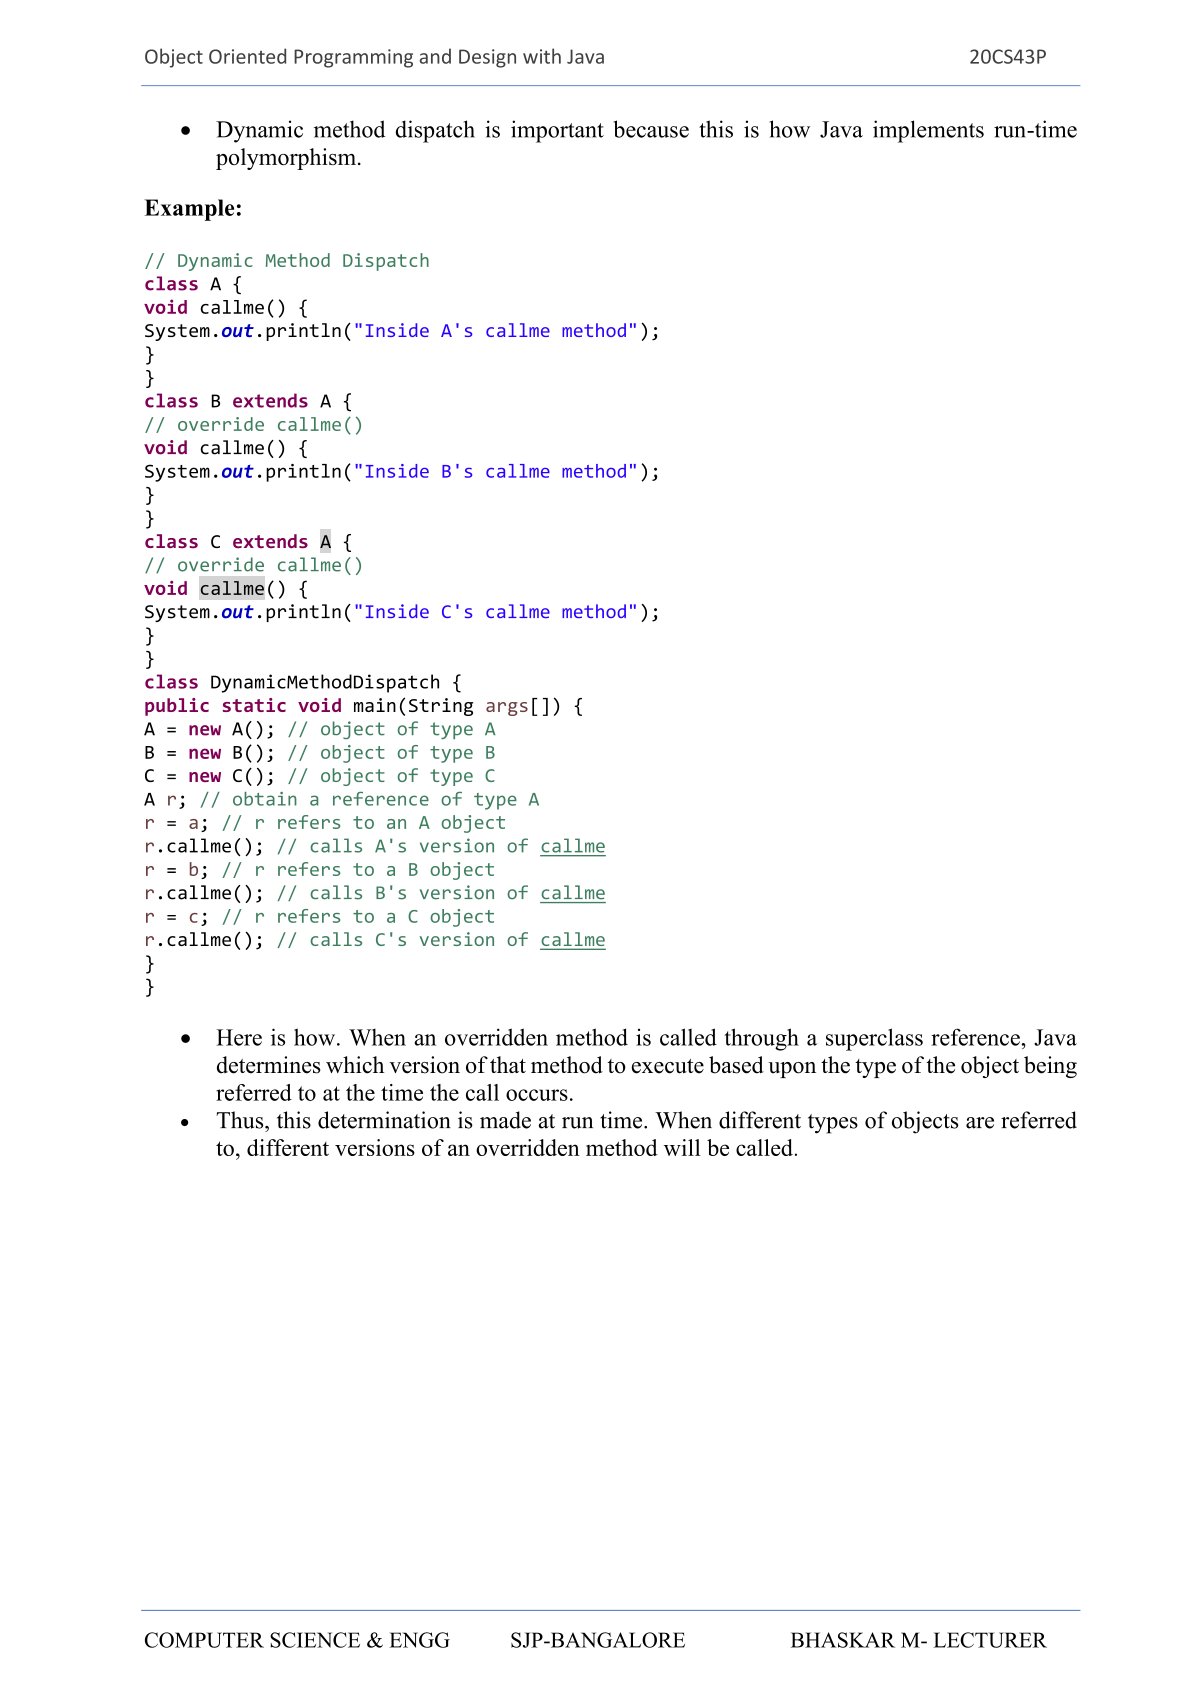 Object Oriented Programming and Design with Java 20CS43P
• Dynamic method dispatch is important because this is how Java implements run-time
polymorphism.
Example:
// Dynamic Method Dispatch
class A {
void callme() {
System.out.println("Inside A's callme method");
}
}
class B extends A {
// override callme()
void callme() {
System.out.println("Inside B's callme method");
}
}
class C extends A {
// override callme()
void callme() {
System.out.println("Inside C's callme method");
}
}
class DynamicMethodDispatch {
public static void main(String args[]) {
A = new A(); // object of type A
B = new B(); // object of type B
C = new C(); // object of type C
A r; // obtain a reference of type A
r = a; // r refers to an A object
r.callme(); // calls A's version of callme
r = b; // r refers to a B object
r.callme(); // calls B's version of callme
r = c; // r refers to a C object
r.callme(); // calls C's version of callme
}
}
• Here is how. When an overridden method is called through a superclass reference, Java
determines which version of that method to execute based upon the type of the object being
referred to at the time the call occurs.
• Thus, this determination is made at run time. When different types of objects are referred
to, different versions of an overridden method will be called.
COMPUTER SCIENCE & ENGG SJP-BANGALORE BHASKAR M- LECTURER